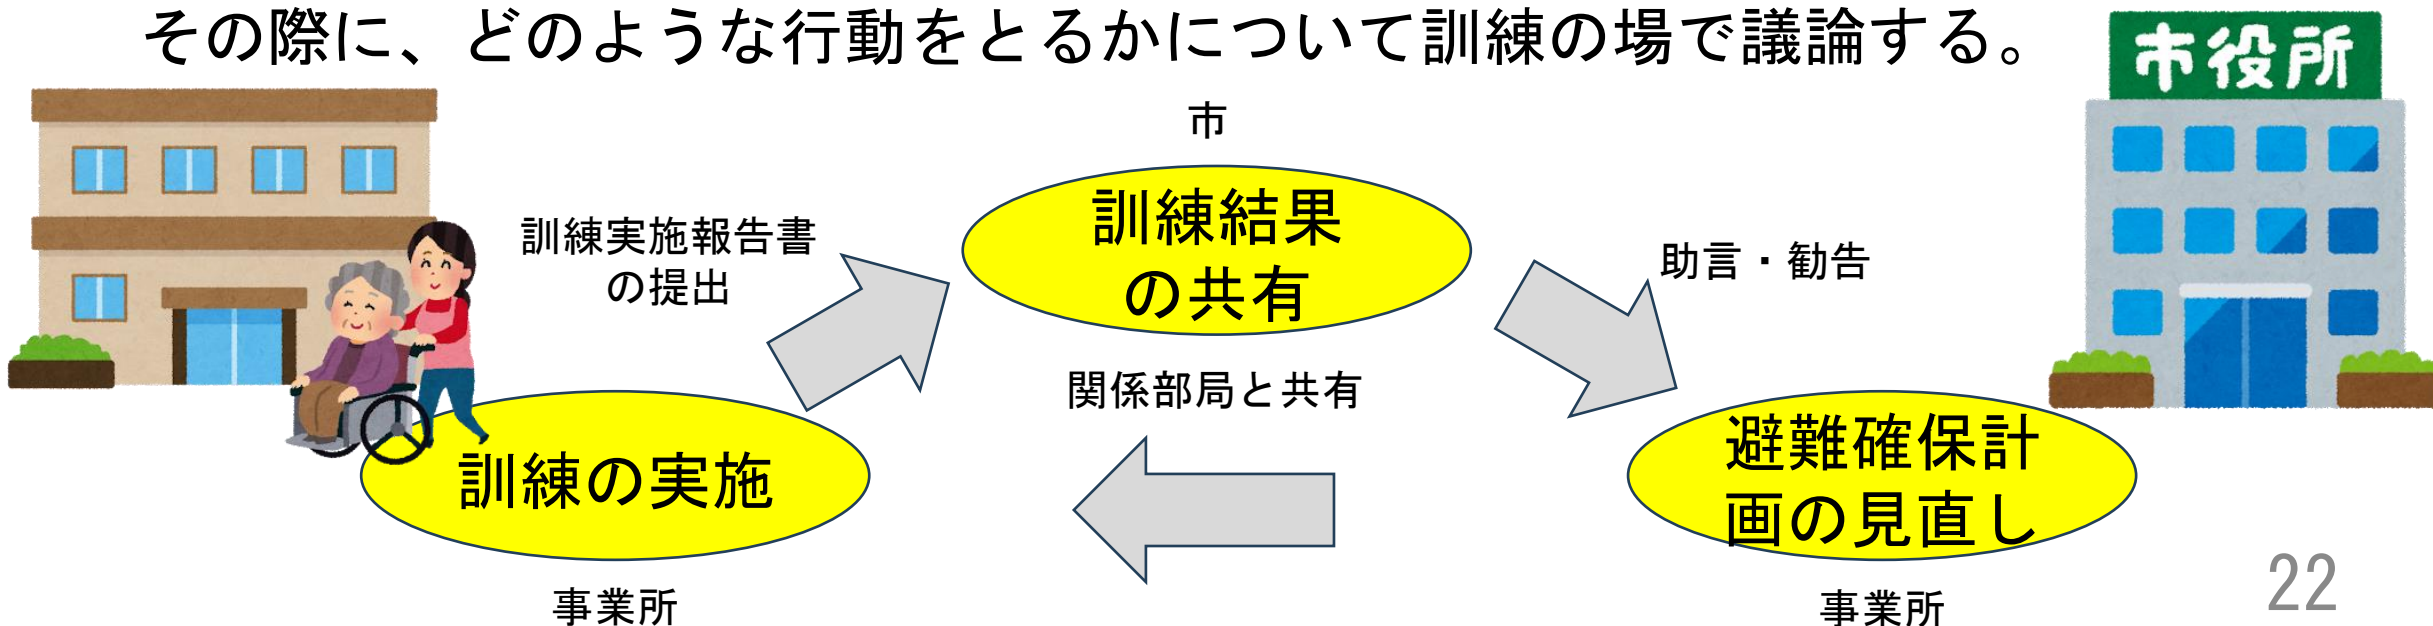 その際に、どのような行動をとるかについて訓練の場で議論する。
市役所
市
訓練結果
の共有
訓練実施報告書
の提出
助言・勧告
関係部局と共有
訓練の実施
避難確保計
画の見直し
事業所
事業所
22